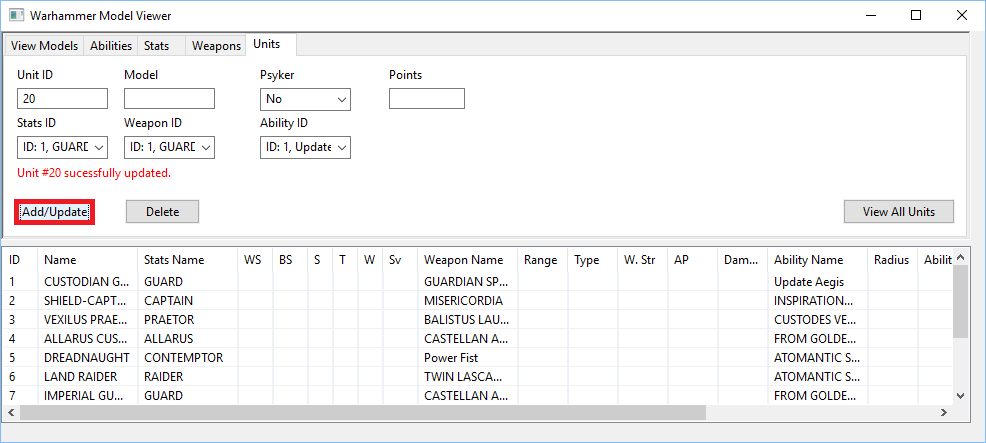 Warhammer Model Viewer
View Models Abilities Stats Weapons Units
Unit ID Model Psyker Points
20 No
Stats ID Weapon ID Ability ID
ID: 1, GUARD ID: 1, GUARD ID: 1, Update
Unit #20 sucessfully updated.
Add/Update Delete View All Units
ID Name Stats Name WS BS S T W Sv Weapon Name Range Type W. Str AP Dam... Ability Name Radius Abilit
1 CUSTODIAN G... GUARD GUARDIAN SP... Update Aegis
2 SHIELD-CAPT... CAPTAIN MISERICORDIA INSPIRATION...
3 VEXILUS PRAE... PRAETOR BALISTUS LAU... CUSTODES VE...
4 ALLARUS CUS... ALLARUS CASTELLAN A... FROM GOLDE...
5 DREADNAUGHT CONTEMPTOR Power Fist ATOMANTIC S...
6 LAND RAIDER RAIDER TWIN LASCA... ATOMANTIC S...
7 IMPERIAL GU... GUARD CASTELLAN A... FROM GOLDE...